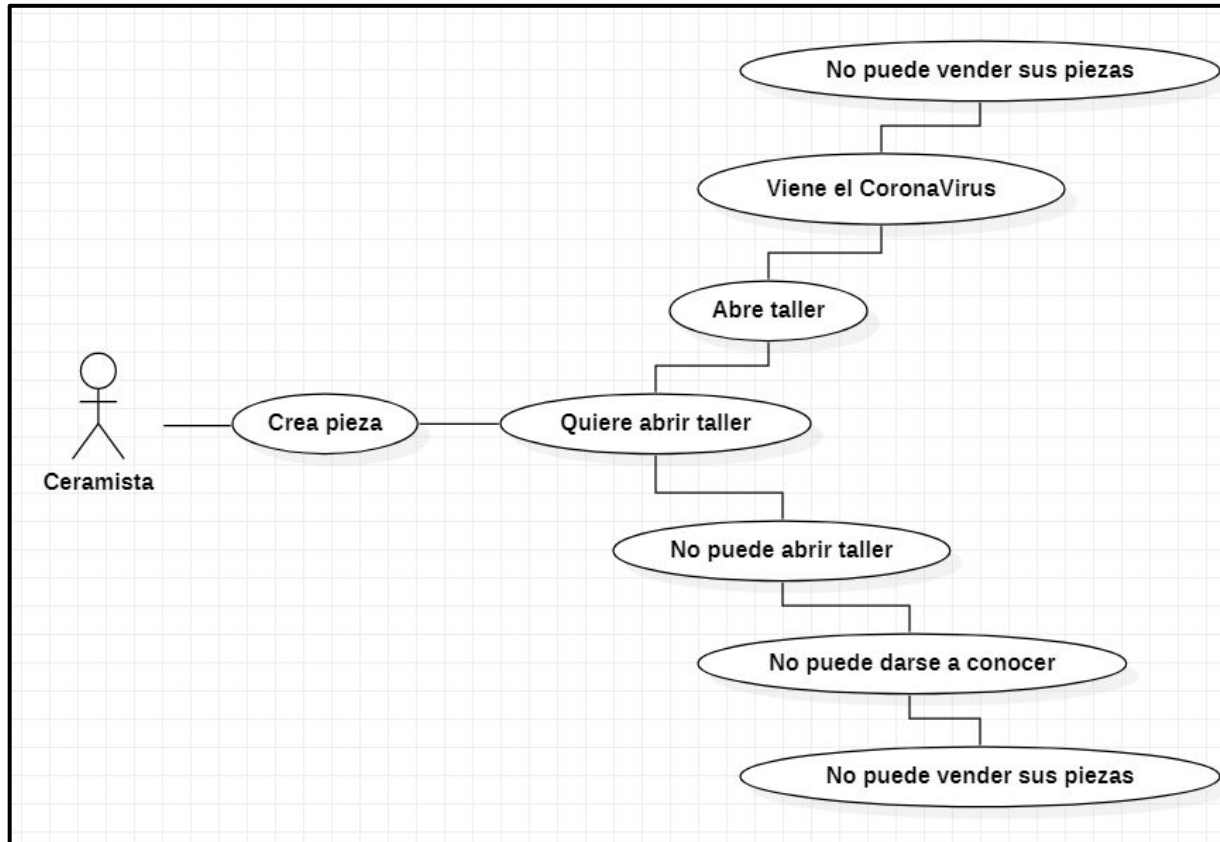 No puede vender sus piezas
Viene el CoronaVirus
Abre taller
Crea pieza
Quiere abrir taller
Ceramista
No puede abrir taller
No puede darse a conocer
No puede vender sus piezas